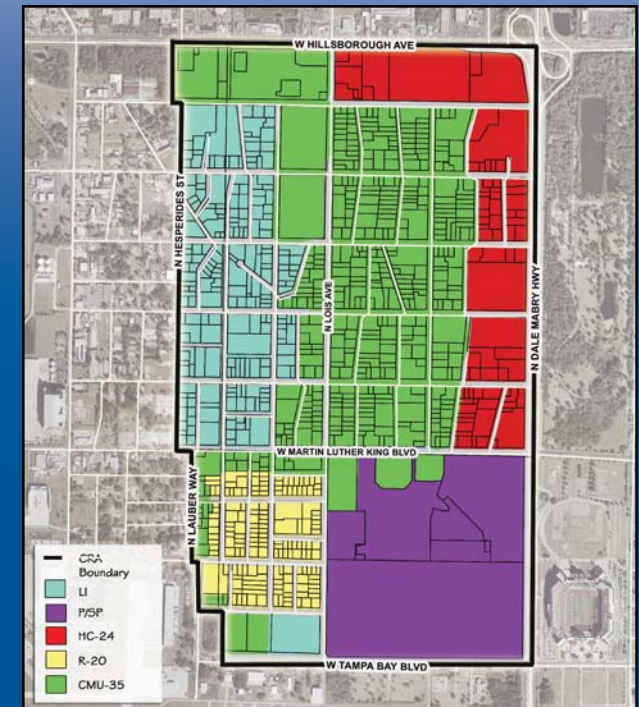 W HILLSBOROUGH AVE
N HESPERIDES ST
N LOIS AVE
N DALE MABRY HWY
W MARTIN LUTHER KING BLVD
N LAUBER WAY
W TAMPA BAY BLVD
CRA
Boundary
LI
P/SP
HC-24
R-20
CMU-35